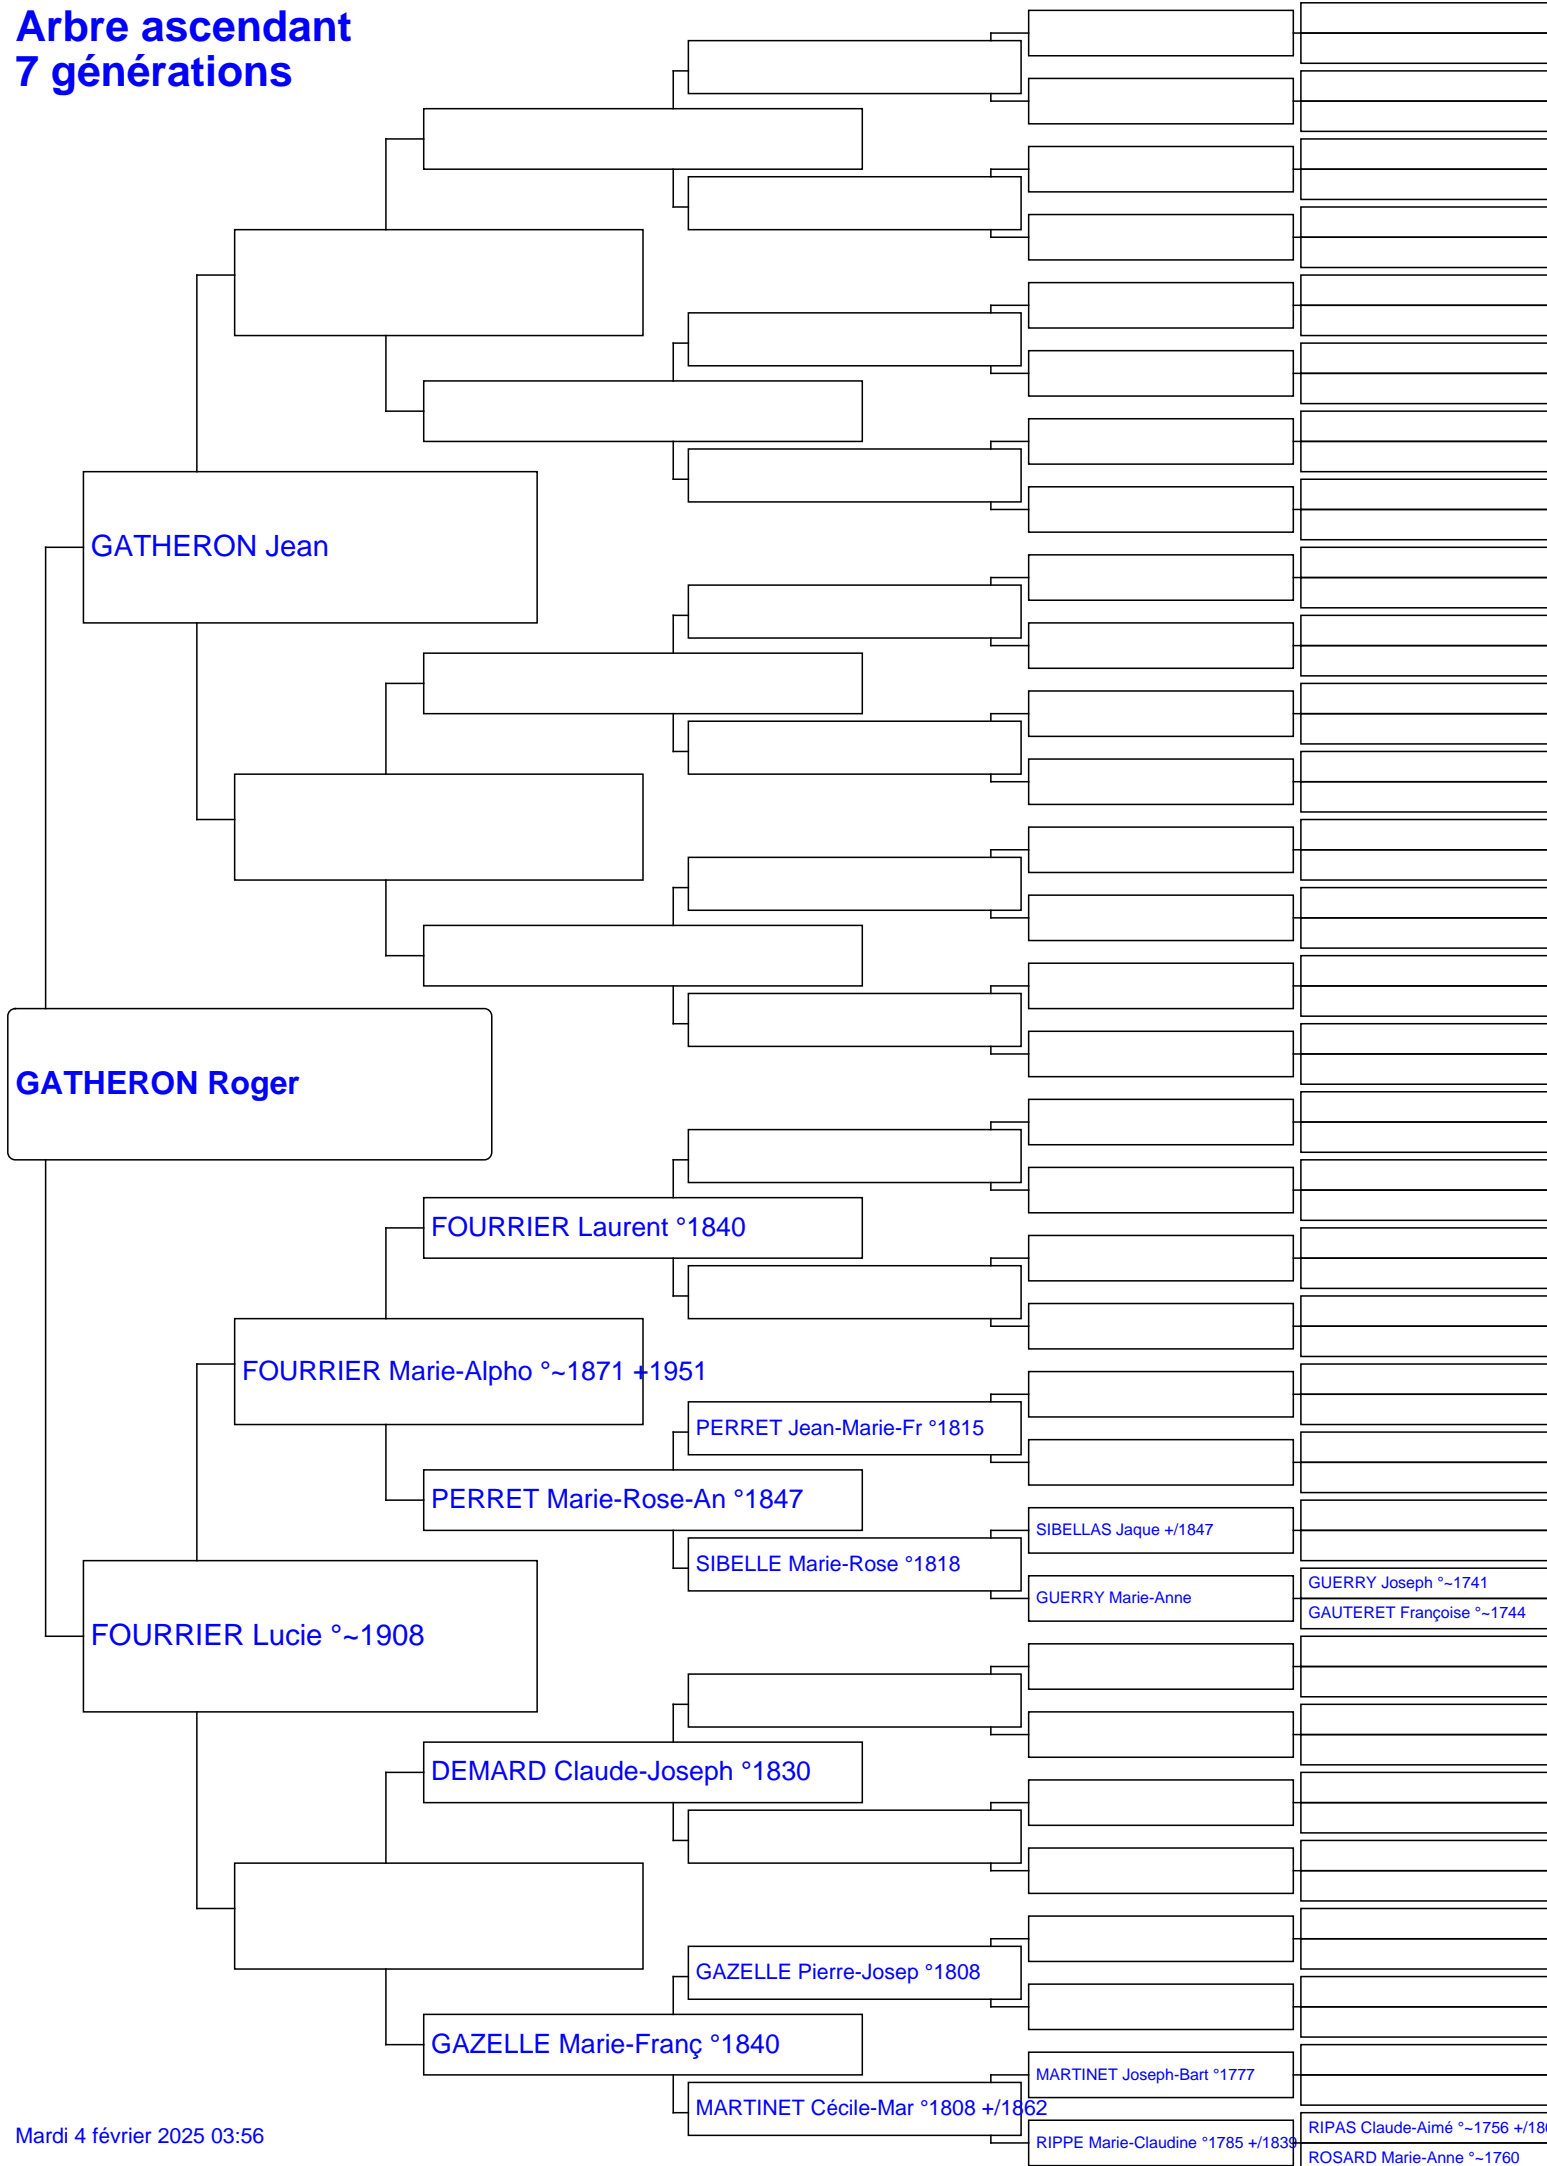 Arbre ascendant
7 générations
GATHERON Jean
GATHERON Roger
FOURRIER Laurent °1840
FOURRIER Marie-Alpho °~1871 +1951
PERRET Jean-Marie-Fr °1815
PERRET Marie-Rose-An °1847
SIBELLAS Jaque +/1847
SIBELLE Marie-Rose °1818
GUERRY Joseph °~1741
GUERRY Marie-Anne
GAUTERET Françoise °~1744
FOURRIER Lucie °~1908
DEMARD Claude-Joseph °1830
GAZELLE Pierre-Josep °1808
GAZELLE Marie-Franç °1840
MARTINET Joseph-Bart °1777
MARTINET Cécile-Mar °1808 +/1862
RIPAS Claude-Aimé °~1756
RIPPE Marie-Claudine °1785 +/1839
ROSARD Marie-Anne °~1760
Mardi 4 février 2025 03:56